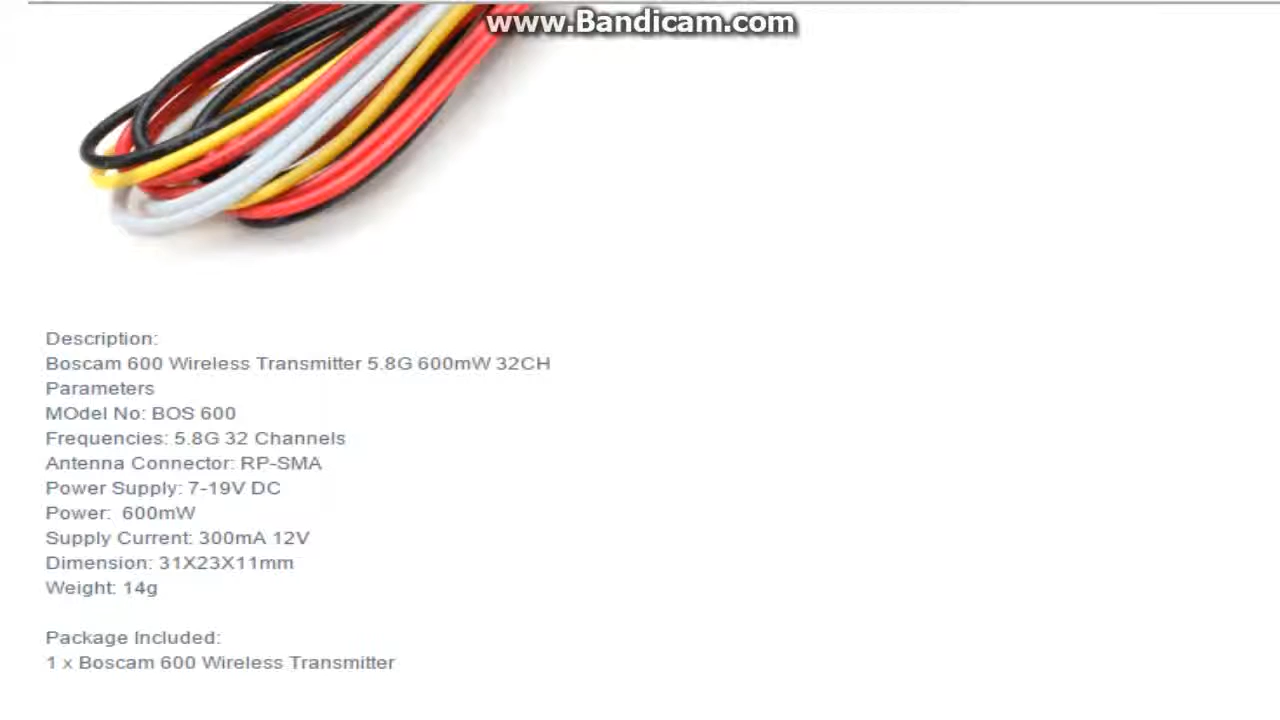 www.Bandicam.com
Description:
Boscam 600 Wireless Transmitter 5.8G 600mW 32CH
Parameters
MOdel No: BOS 600
Frequencies: 5.8G 32 Channels
Antenna Connector: RP-SMA
Power Supply: 7-19V DC
Power:  600mW
Supply Current: 300mA 12V
Dimension: 31X23X11mm
Weight: 14g
Package Included:
1 x Boscam 600 Wireless Transmitter